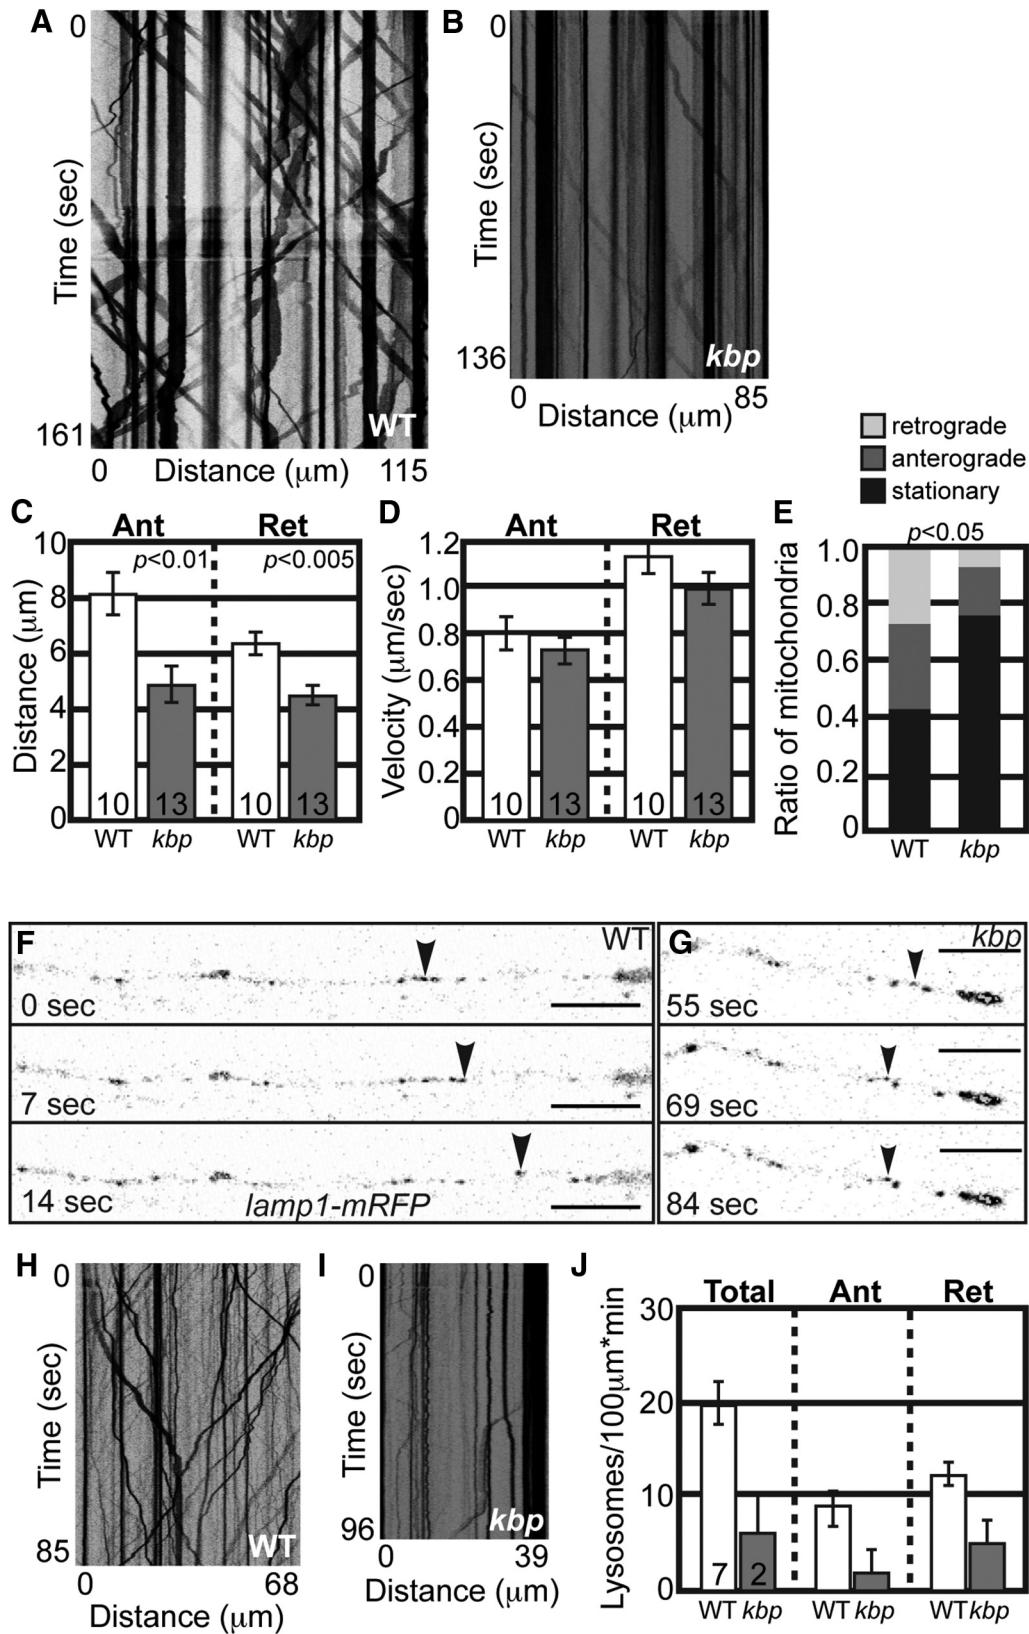 A
0
Time (sec)
161
WT
0
Distance (μm)
115
B
0
Time (sec)
136
kbp
0
Distance (μm)
85
retrograde
anterograde
stationary
C
Ant
Ret
10
8
6
4
2
0
Distance (μm)
p<0.01
p<0.005
10
13
10
13
WT
kbp
WT
kbp
D
Ant
Ret
1.2
1.0
0.8
0.6
0.4
0.2
0
Velocity (μm/sec)
10
13
10
13
WT
kbp
WT
kbp
E
p<0.05
1.0
0.8
0.6
0.4
0.2
0
Ratio of mitochondria
WT
kbp
F
WT
0 sec
7 sec
14 sec
lamp1-mRFP
G
kbp
55 sec
69 sec
84 sec
H
0
Time (sec)
85
WT
0
68
Distance (μm)
I
0
Time (sec)
96
kbp
0
39
Distance (μm)
J
Total
Ant
Ret
30
20
10
0
Lysosomes/100μm*min
7
2
WT kbp
WT kbp
WT kbp